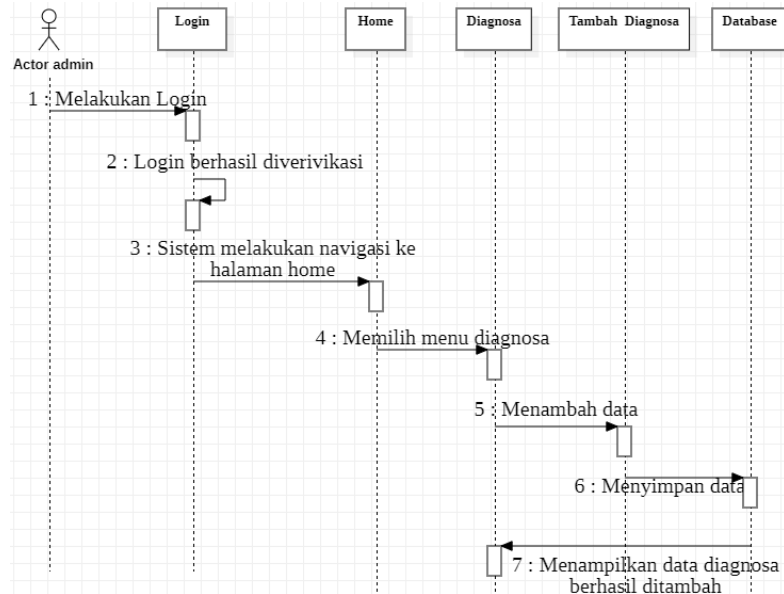 Login
Home
Diagnosa
Tambah Diagnosa
Database
Actor admin
1 : Melakukan Login
2 : Login berhasil diverivikasi
3 : Sistem melakukan navigasi ke
halaman home
4 : Memilih menu diagnosa
5 : Menambah data
6 : Menyimpan data
7 : Menampilkan data diagnosa
berhasil ditambah